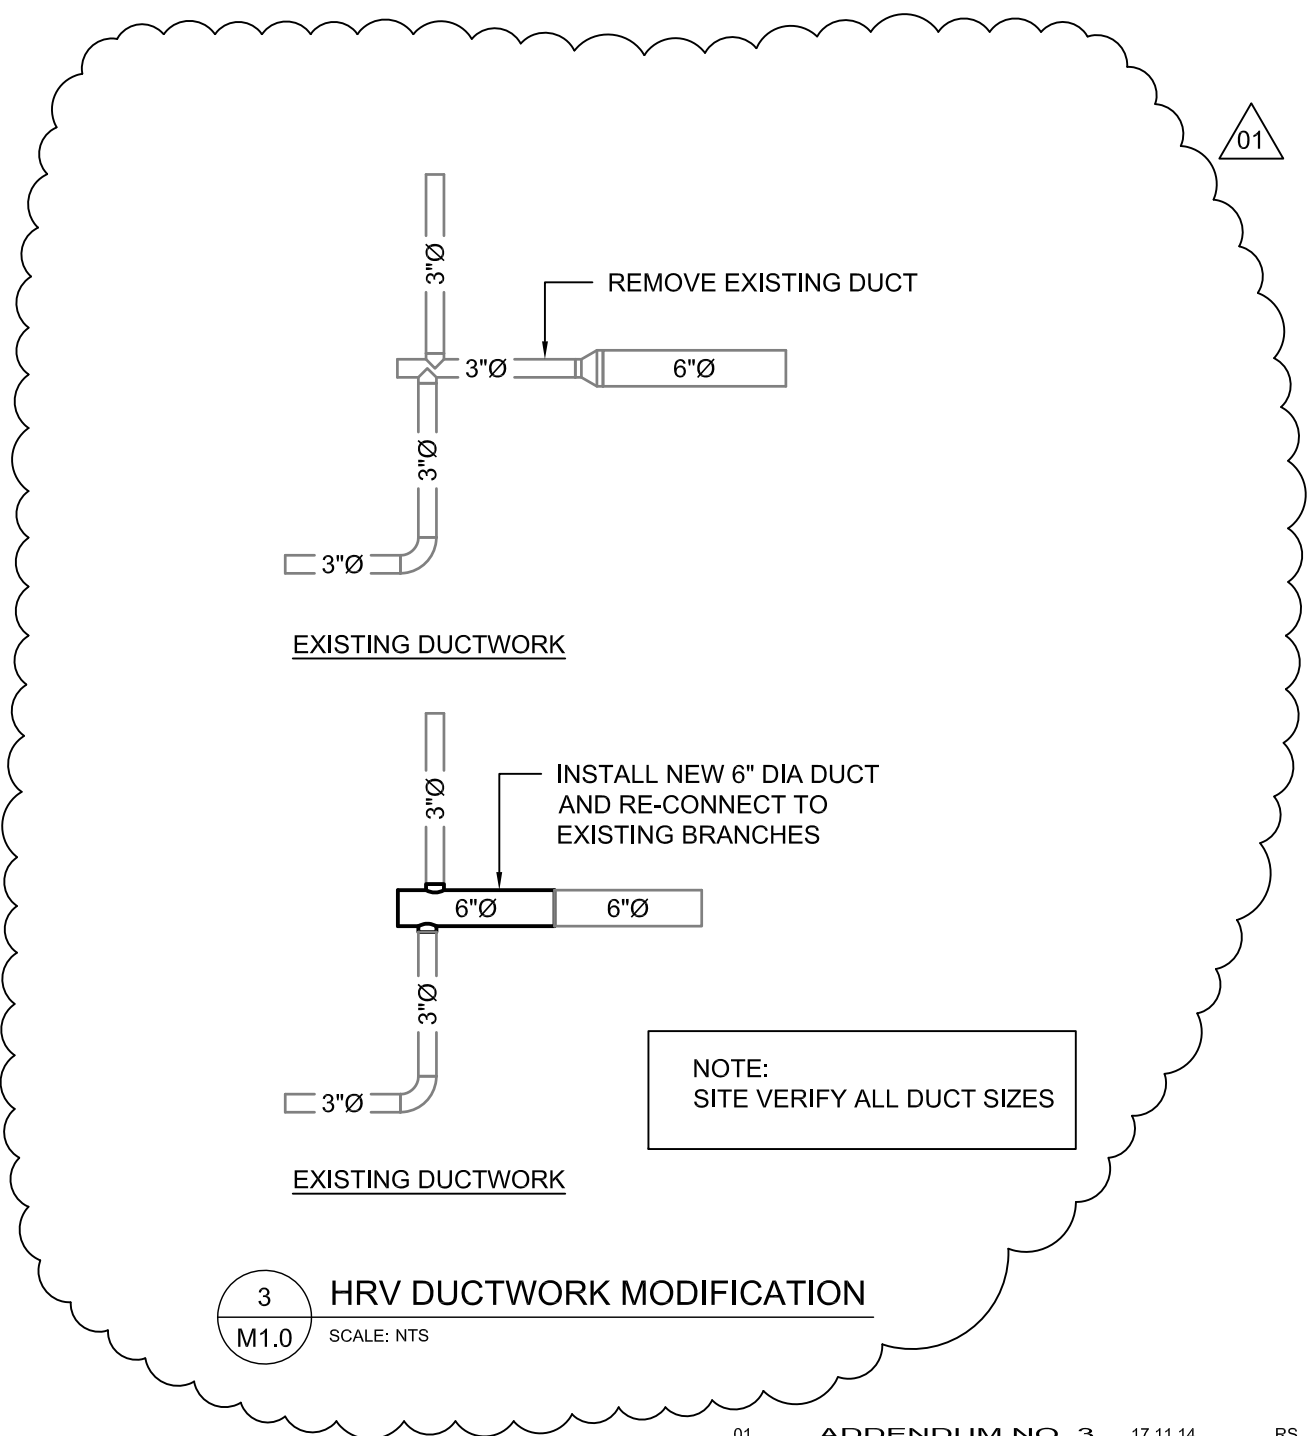 01
3"Ø
REMOVE EXISTING DUCT
3"Ø
6"Ø
3"Ø
3"Ø
EXISTING DUCTWORK
INSTALL NEW 6" DIA DUCT
AND RE-CONNECT TO
EXISTING BRANCHES
3"Ø
6"Ø
6"Ø
3"Ø
NOTE:
SITE VERIFY ALL DUCT SIZES
3"Ø
EXISTING DUCTWORK
3
M1.0
HRV DUCTWORK MODIFICATION
SCALE: NTS
01 ADDENDUM NO. 3 17.11.14 RS